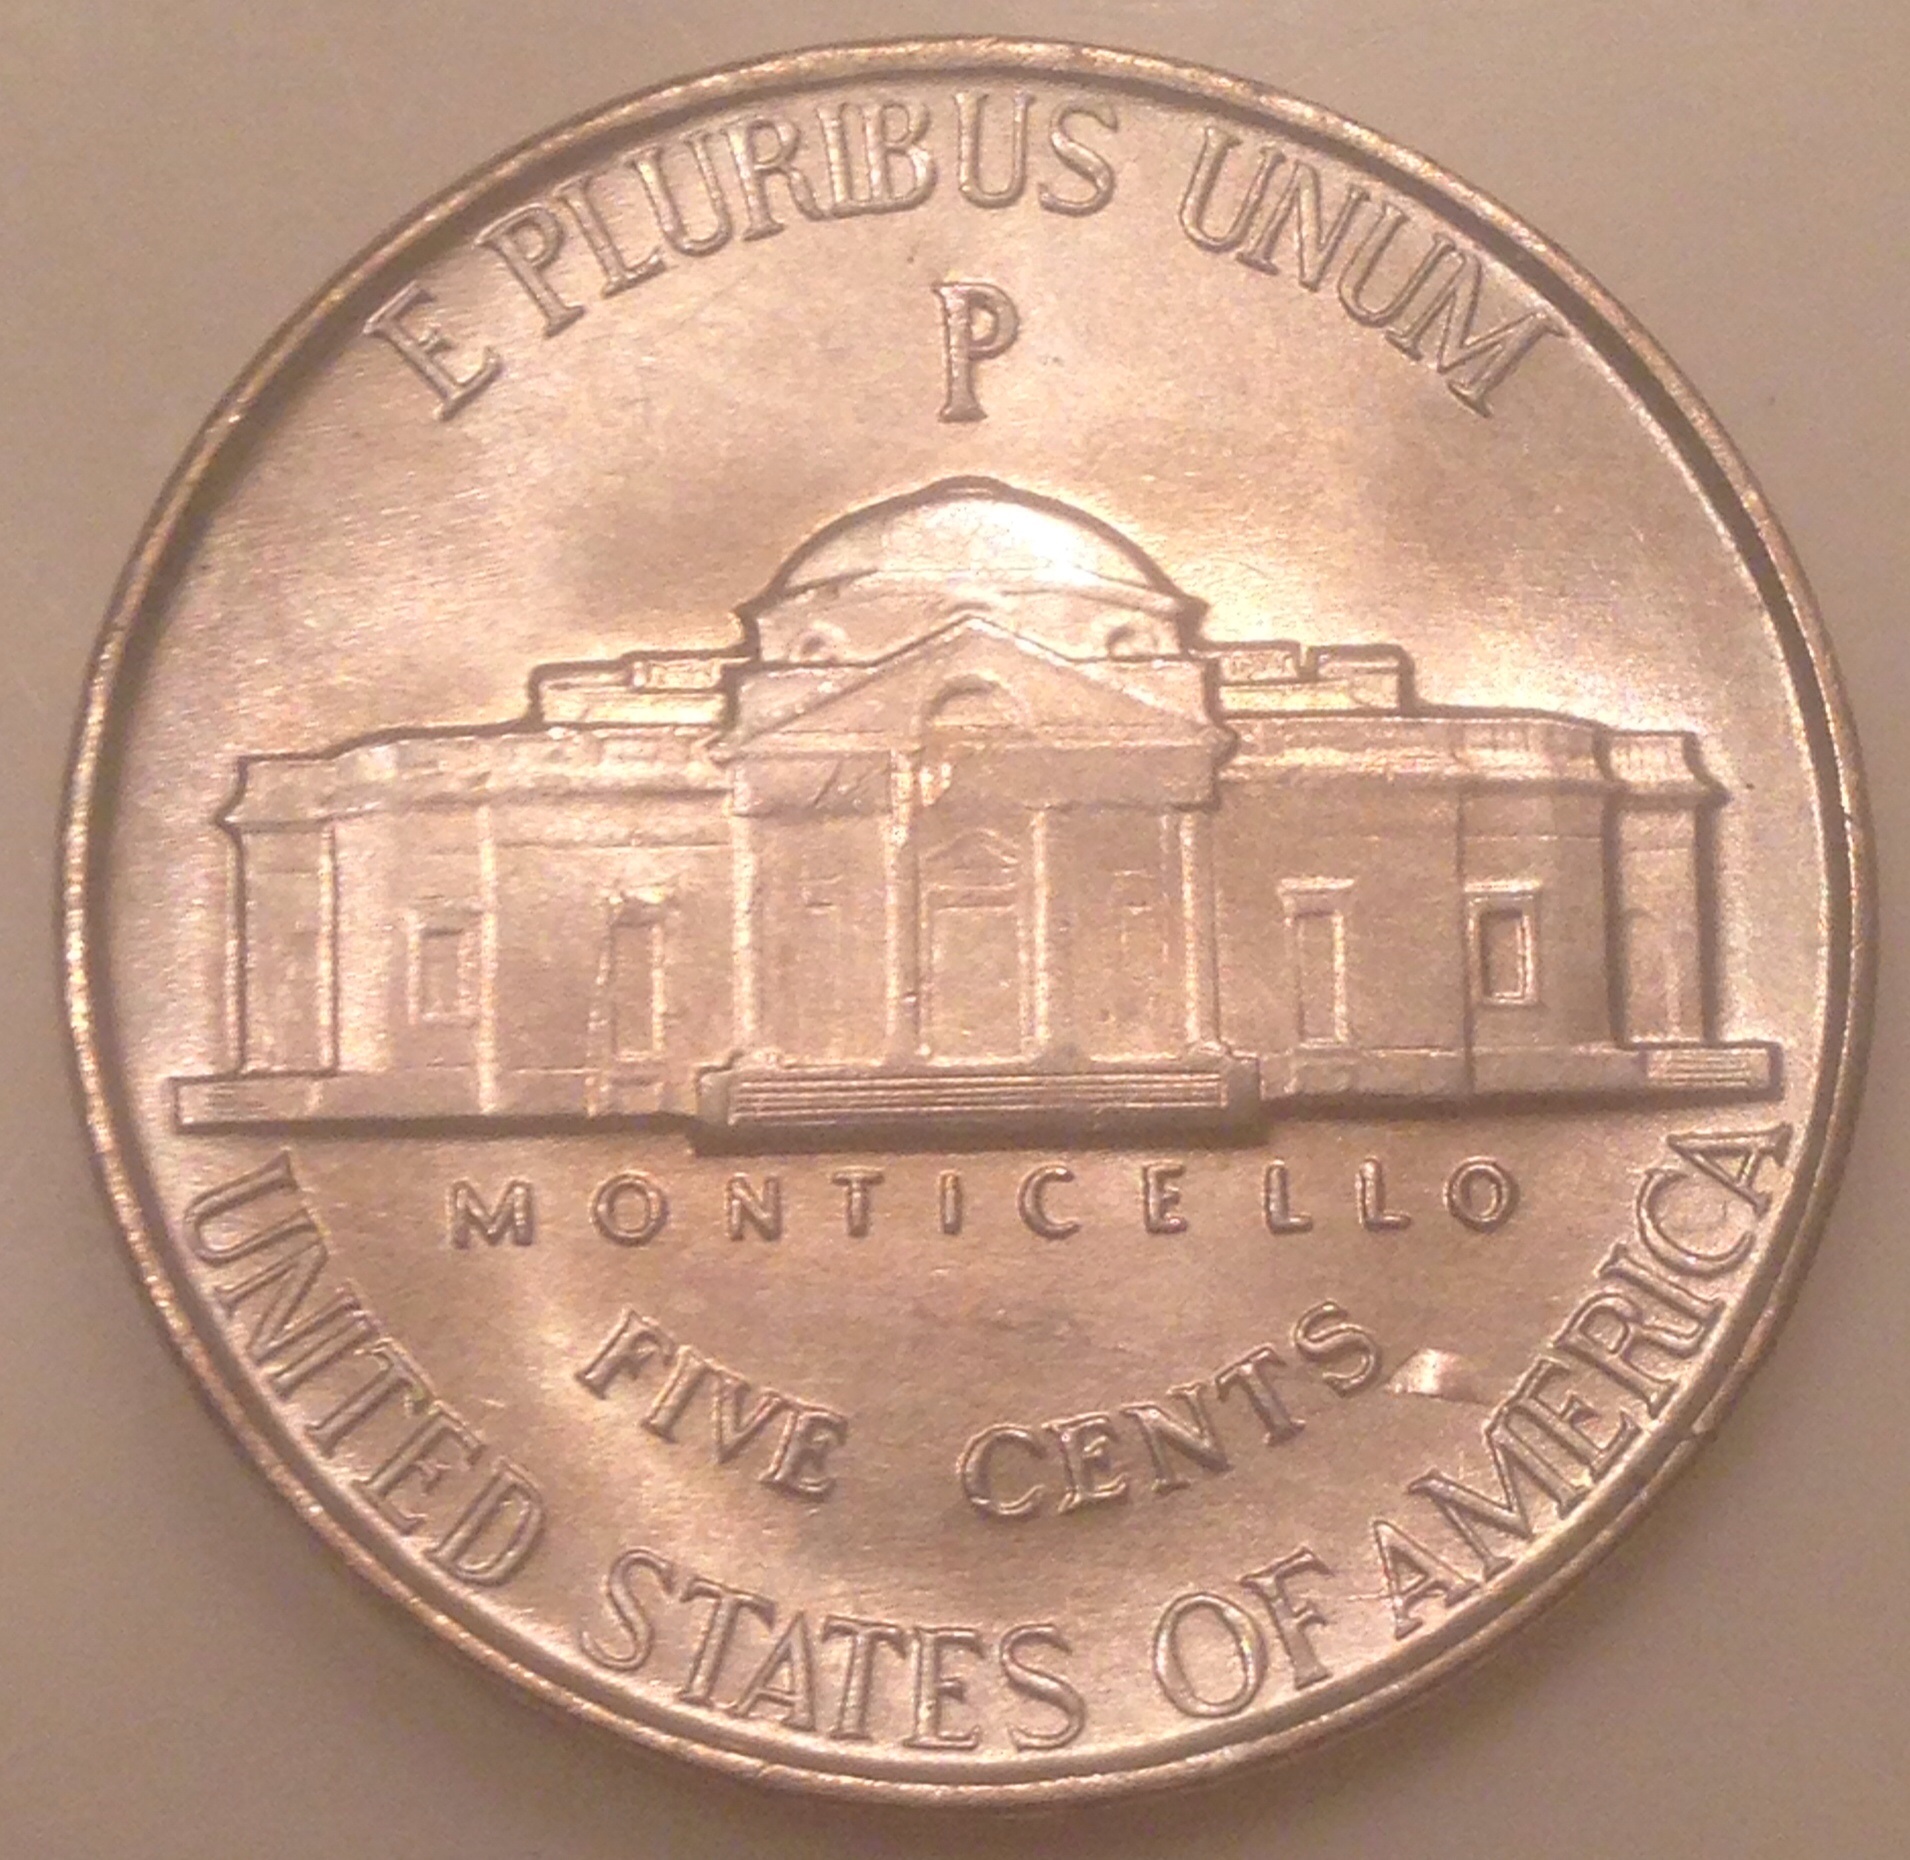 E PLURIBUS UNUM
P
MONTICELLO
FIVE CENTS
UNITED STATES OF AMERICA